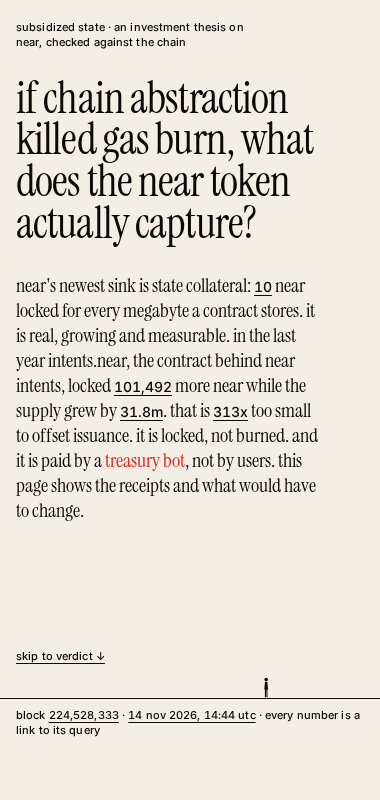 subsidized state · an investment thesis on
near, checked against the chain
if chain abstraction
killed gas burn, what
does the near token
actually capture?
near's newest sink is state collateral: 10 near
locked for every megabyte a contract stores. it
is real, growing and measurable. in the last
year intents.near, the contract behind near
intents, locked 101,492 more near while the
supply grew by 31.8m. that is 313x too small
to offset issuance. it is locked, not burned. and
it is paid by a treasury bot, not by users. this
page shows the receipts and what would have
to change.
skip to verdict ↓
block 224,528,333 · 14 nov 2026, 14:44 utc · every number is a
link to its query